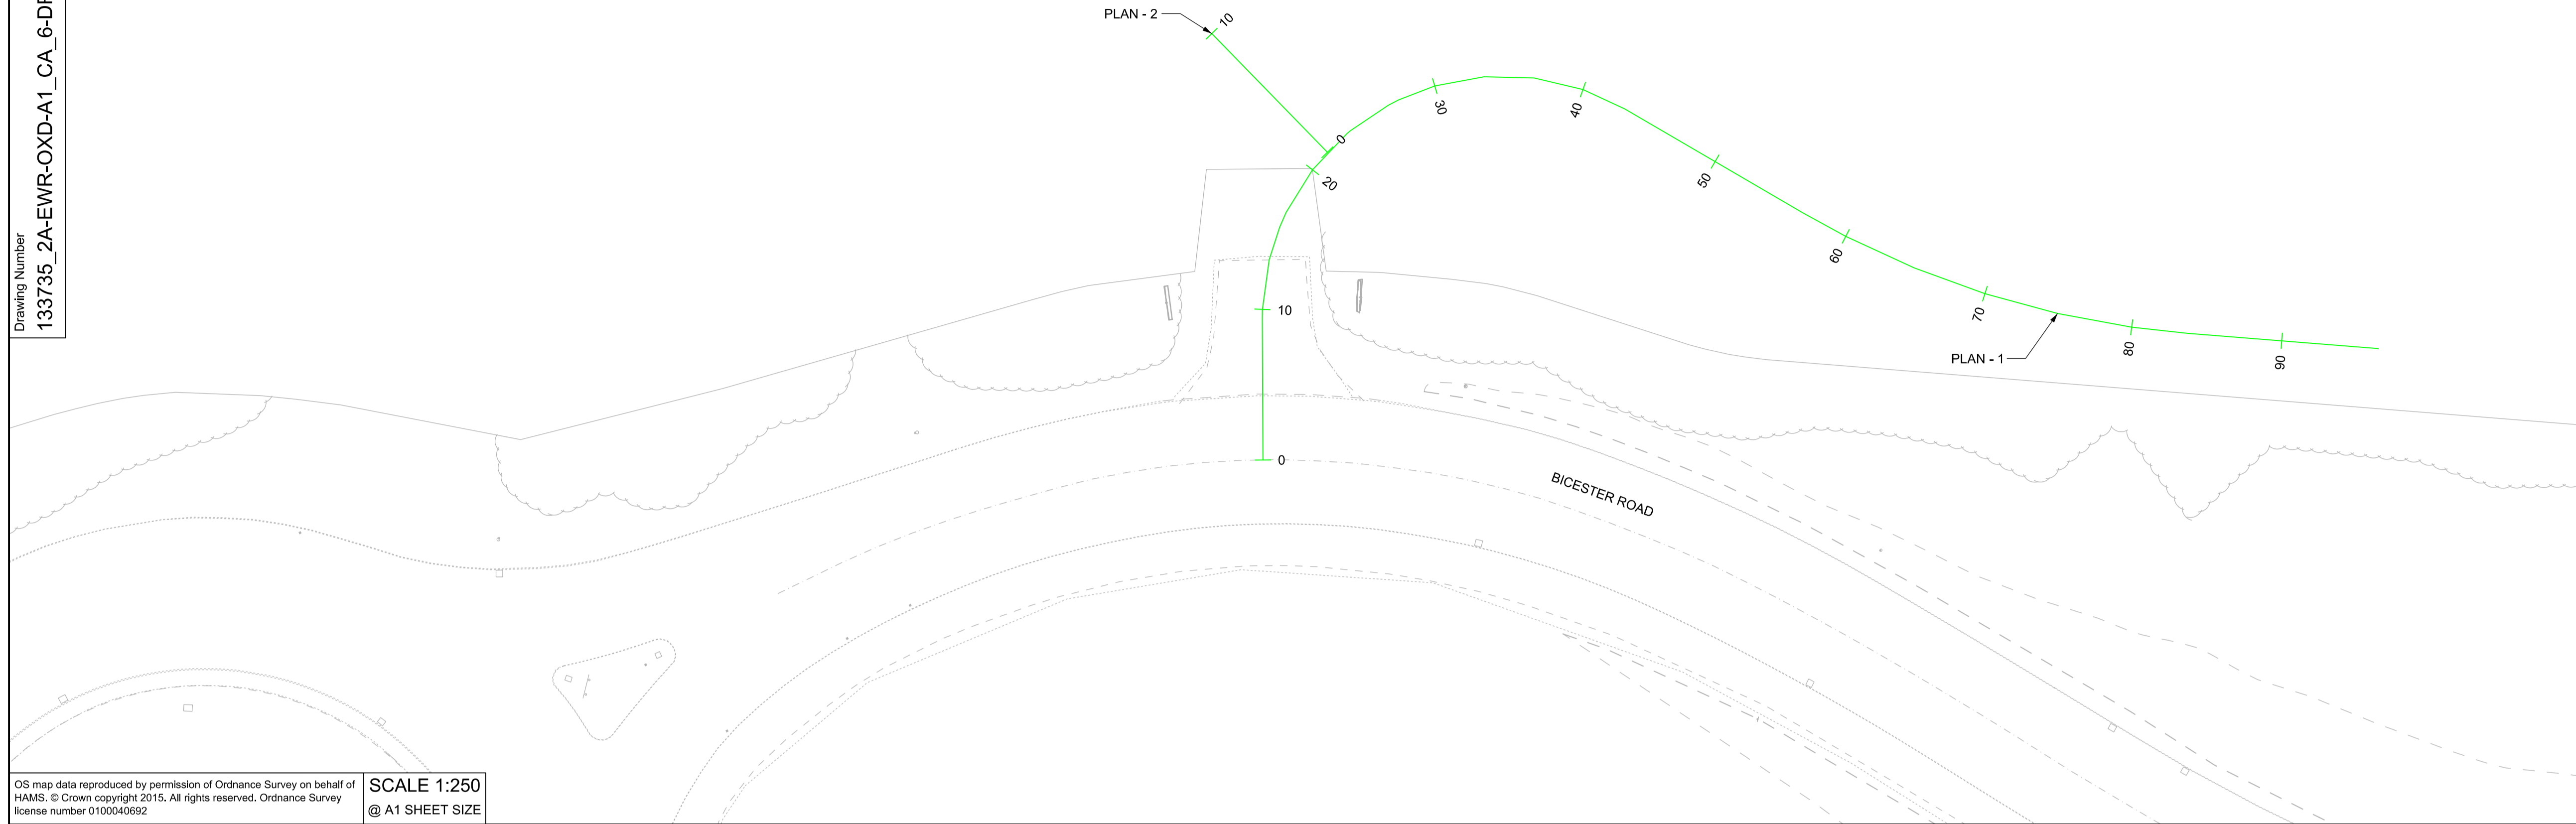 Drawing Number
133735_2A-EWR-OXD-A1_CA_6-DR
PLAN - 2
10
0
20
30
40
50
60
70
80
90
10
0
PLAN - 1
BICESTER ROAD
OS map data reproduced by permission of Ordnance Survey on behalf of
HAMS. © Crown copyright 2015. All rights reserved. Ordnance Survey
license number 0100040692
SCALE 1:250
@ A1 SHEET SIZE